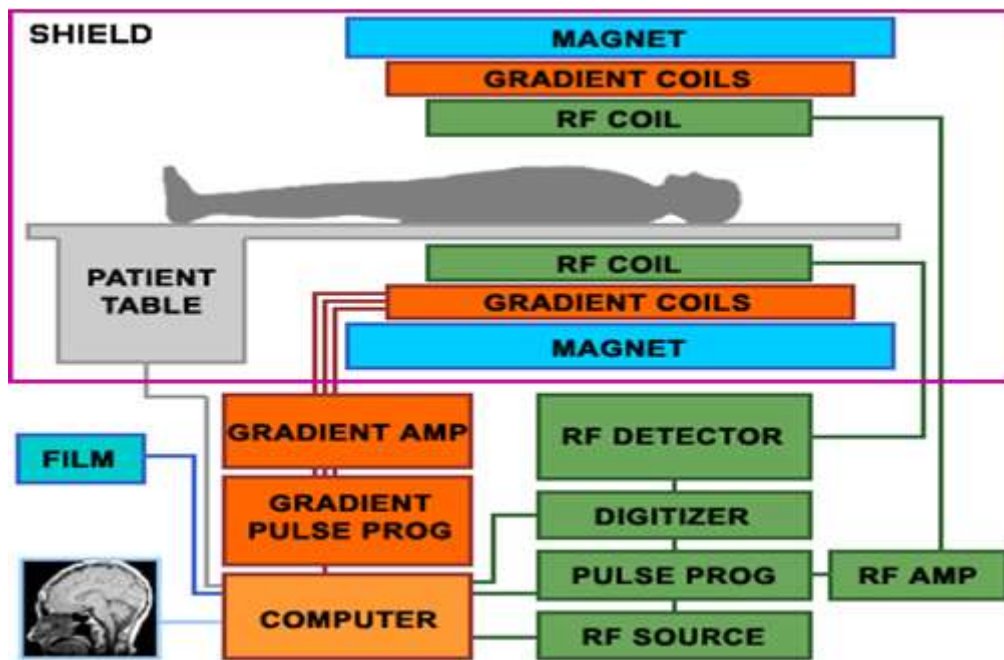 SHIELD
MAGNET
GRADIENT COILS
RF COIL
PATIENT
TABLE
RF COIL
GRADIENT COILS
MAGNET
GRADIENT AMP
RF DETECTOR
FILM
GRADIENT
PULSE PROG
DIGITIZER
PULSE PROG
RF AMP
COMPUTER
RF SOURCE